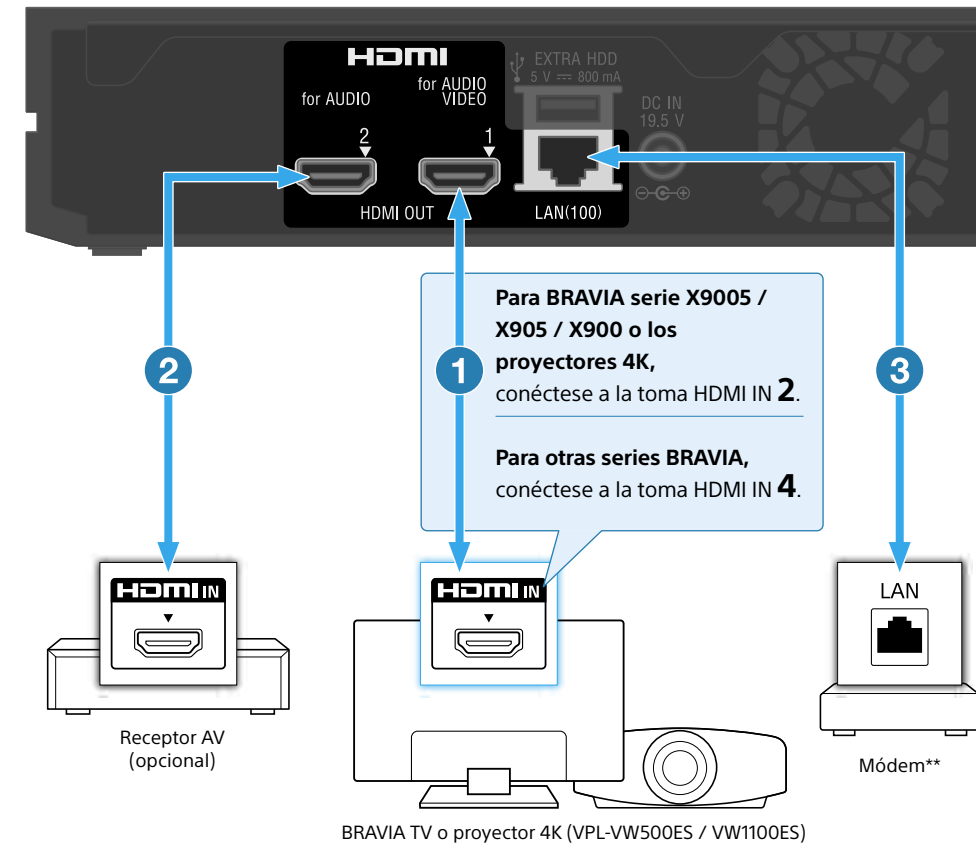 HDMI
for AUDIO
for AUDIO
VIDEO
EXTRA HDD
5 V ⎓ 800 mA
DC IN
19.5 V
2
1
HDMI OUT
LAN(100)
Para BRAVIA serie X9005 /
X905 / X900 o los
proyectores 4K,
conéctese a la toma HDMI IN 2.
Para otras series BRAVIA,
conéctese a la toma HDMI IN 4.
2
1
3
HDMI IN
HDMI IN
LAN
Receptor AV
(opcional)
Módem**
BRAVIA TV o proyector 4K (VPL-VW500ES / VW1100ES)